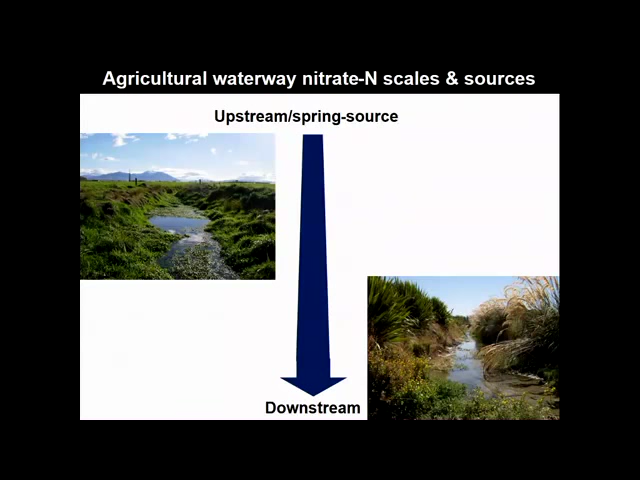 Agricultural waterway nitrate-N scales & sources
Upstream/spring-source
Downstream